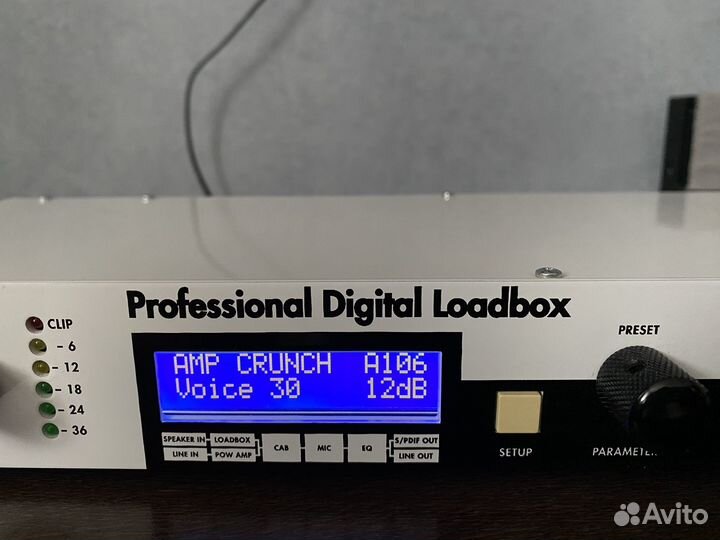 Professional Digital Loadbox
CLIP
- 6
- 12
- 18
- 24
- 36
AMP CRUNCH A106
Voice 30 12dB
SPEAKER IN LOADBOX CAB MIC EQ S/PDIF OUT
LINE IN POW AMP LINE OUT
SETUP
PRESET
PARAMETER
Avito